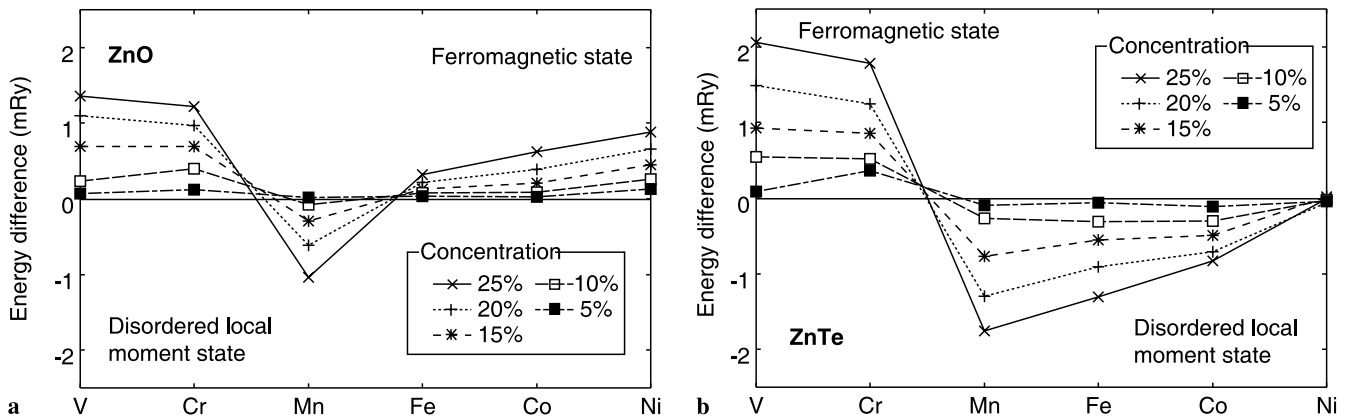 ZnO
Ferromagnetic state
Energy difference (mRy)
2
1
0
-1
-2
Disordered local
moment state
Concentration
25%
10%
20%
5%
15%
V
Cr
Mn
Fe
Co
Ni
a
Ferromagnetic state
Energy difference (mRy)
2
1
0
-1
-2
Concentration
25%
10%
20%
5%
15%
ZnTe
Disordered local
moment state
V
Cr
Mn
Fe
Co
Ni
b